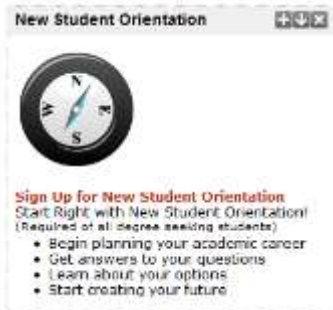 New Student Orientation
N
W
E
S
Sign Up for New Student Orientation
Start Right with New Student Orientation!
(Required of all degree seeking students)
Begin planning your academic career
Get answers to your questions
Learn about your options
Start creating your future